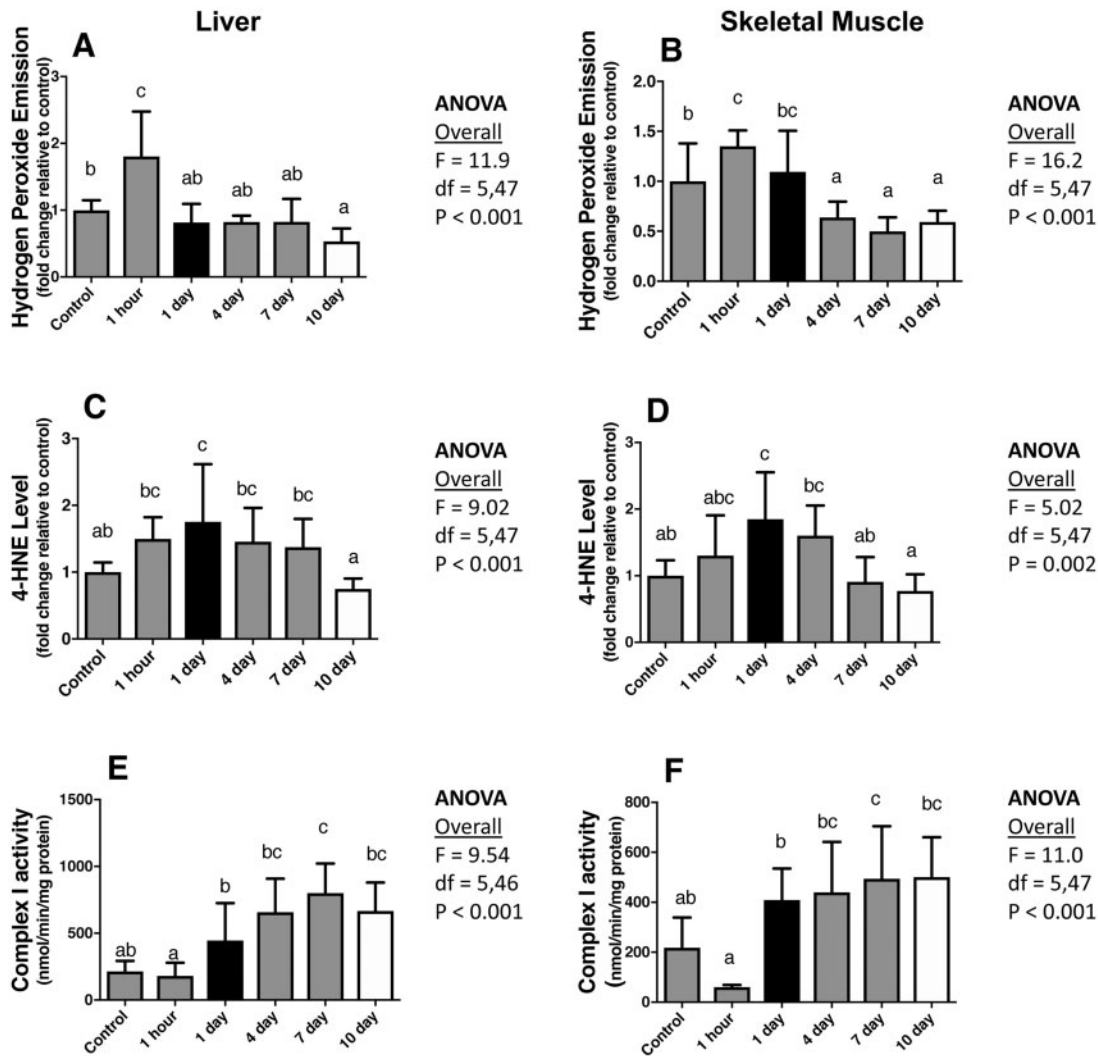 Liver
Skeletal Muscle
A
Hydrogen Peroxide Emission
(fold change relative to control)
3
2
1
0
b
c
ab
ab
ab
a
Control
1 hour
1 day
4 day
7 day
10 day
ANOVA
Overall
F = 11.9
df = 5,47
P < 0.001
B
Hydrogen Peroxide Emission
(fold change relative to control)
2.0
1.5
1.0
0.5
0.0
b
c
bc
a
a
a
Control
1 hour
1 day
4 day
7 day
10 day
ANOVA
Overall
F = 16.2
df = 5,47
P < 0.001
C
4-HNE Level
(fold change relative to control)
3
2
1
0
ab
bc
c
bc
bc
a
Control
1 hour
1 day
4 day
7 day
10 day
ANOVA
Overall
F = 9.02
df = 5,47
P < 0.001
D
4-HNE Level
(fold change relative to control)
3
2
1
0
ab
abc
c
bc
ab
a
Control
1 hour
1 day
4 day
7 day
10 day
ANOVA
Overall
F = 5.02
df = 5,47
P = 0.002
E
Complex I activity
(nmol/min/mg protein)
1500
1000
500
0
ab
a
b
bc
c
bc
Control
1 hour
1 day
4 day
7 day
10 day
ANOVA
Overall
F = 9.54
df = 5,46
P < 0.001
F
Complex I activity
(nmol/min/mg protein)
800
600
400
200
0
ab
a
b
bc
c
bc
Control
1 hour
1 day
4 day
7 day
10 day
ANOVA
Overall
F = 11.0
df = 5,47
P < 0.001